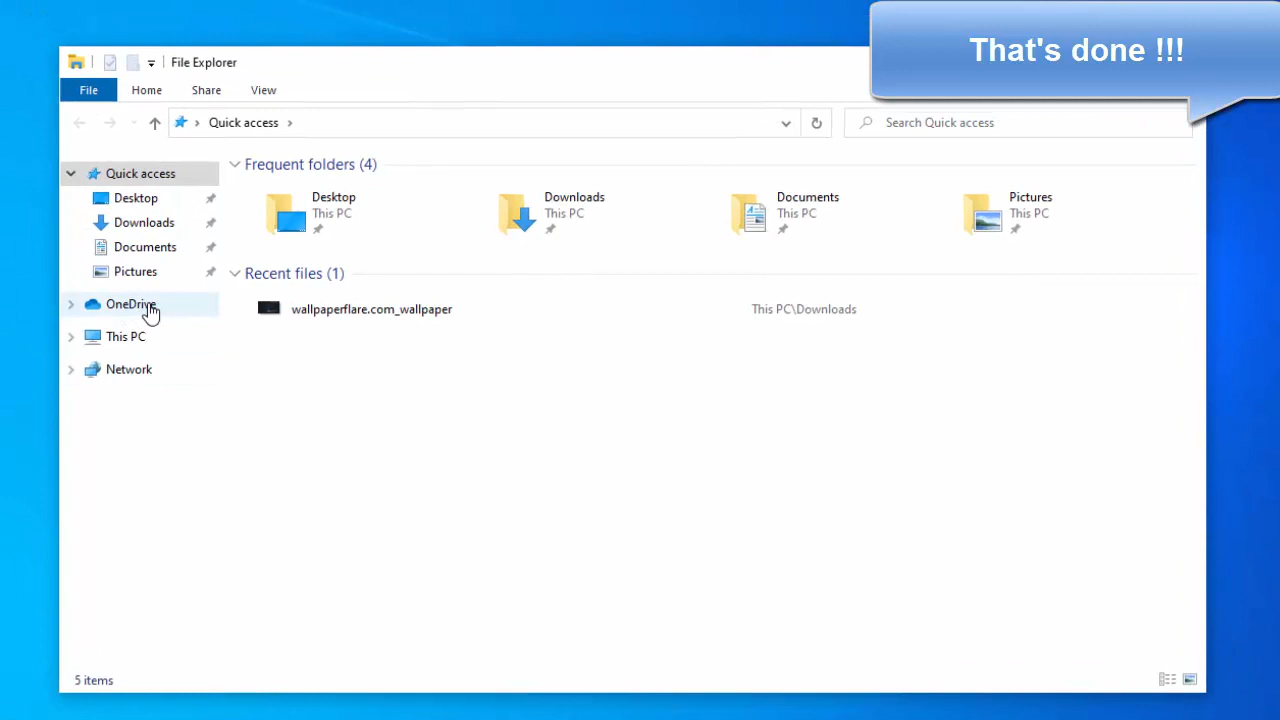 That's done !!!
File Explorer
File Home Share View
Quick access
Search Quick access
Quick access
Desktop
Downloads
Documents
Pictures
OneDrive
This PC
Network
Frequent folders (4)
Desktop
This PC
Downloads
This PC
Documents
This PC
Pictures
This PC
Recent files (1)
wallpaperflare.com_wallpaper This PC\Downloads
5 items